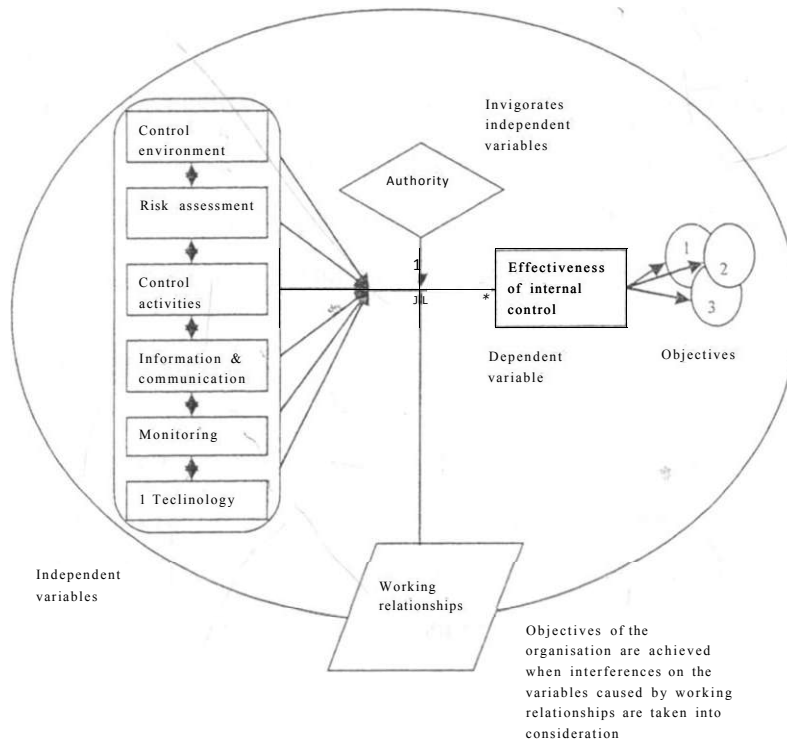 Control
environment
Risk assessment
Control
activities
Information &
communication
Monitoring
1 Teclinology
Independent
variables
Invigorates
independent
variables
Authority
1
J L
*
Effectiveness
of internal
control
Dependent
variable
1
2
3
Objectives
Working
relationships
Objectives of the
organisation are achieved
when interferences on the
variables caused by working
relationships are taken into
consideration